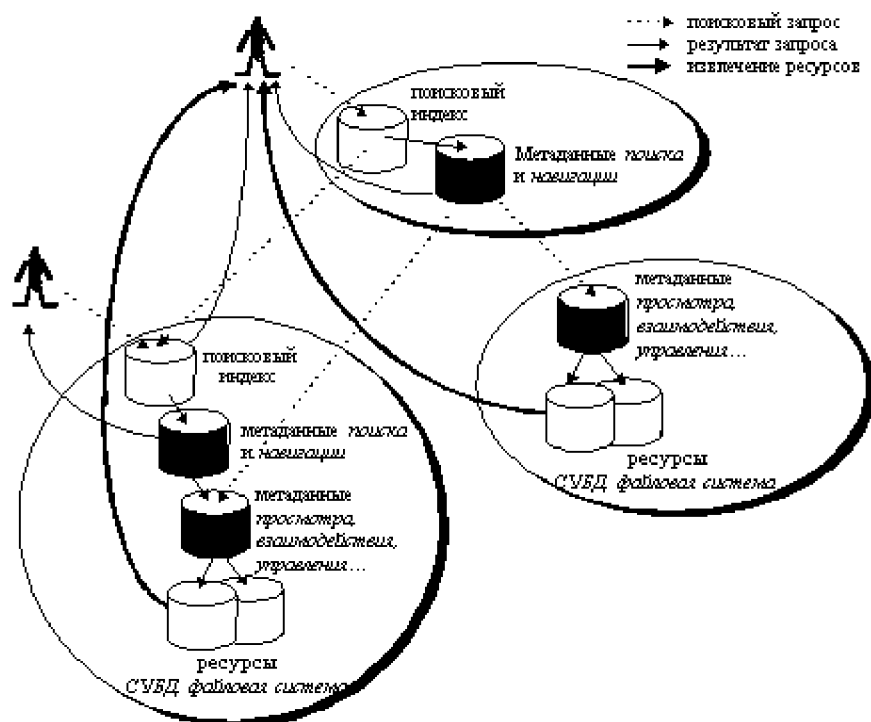 поисковый запрос
результат запроса
извлечение ресурсов
поисковый
индекс
Метаданные поиска
и навигации
метаданные
просмотра,
взаимодействия,
управления...
ресурсы
СУБД, файловая система
поисковый
индекс
метаданные поиска
и навигации
метаданные
просмотра,
взаимодействия,
управления...
ресурсы
СУБД, файловая система